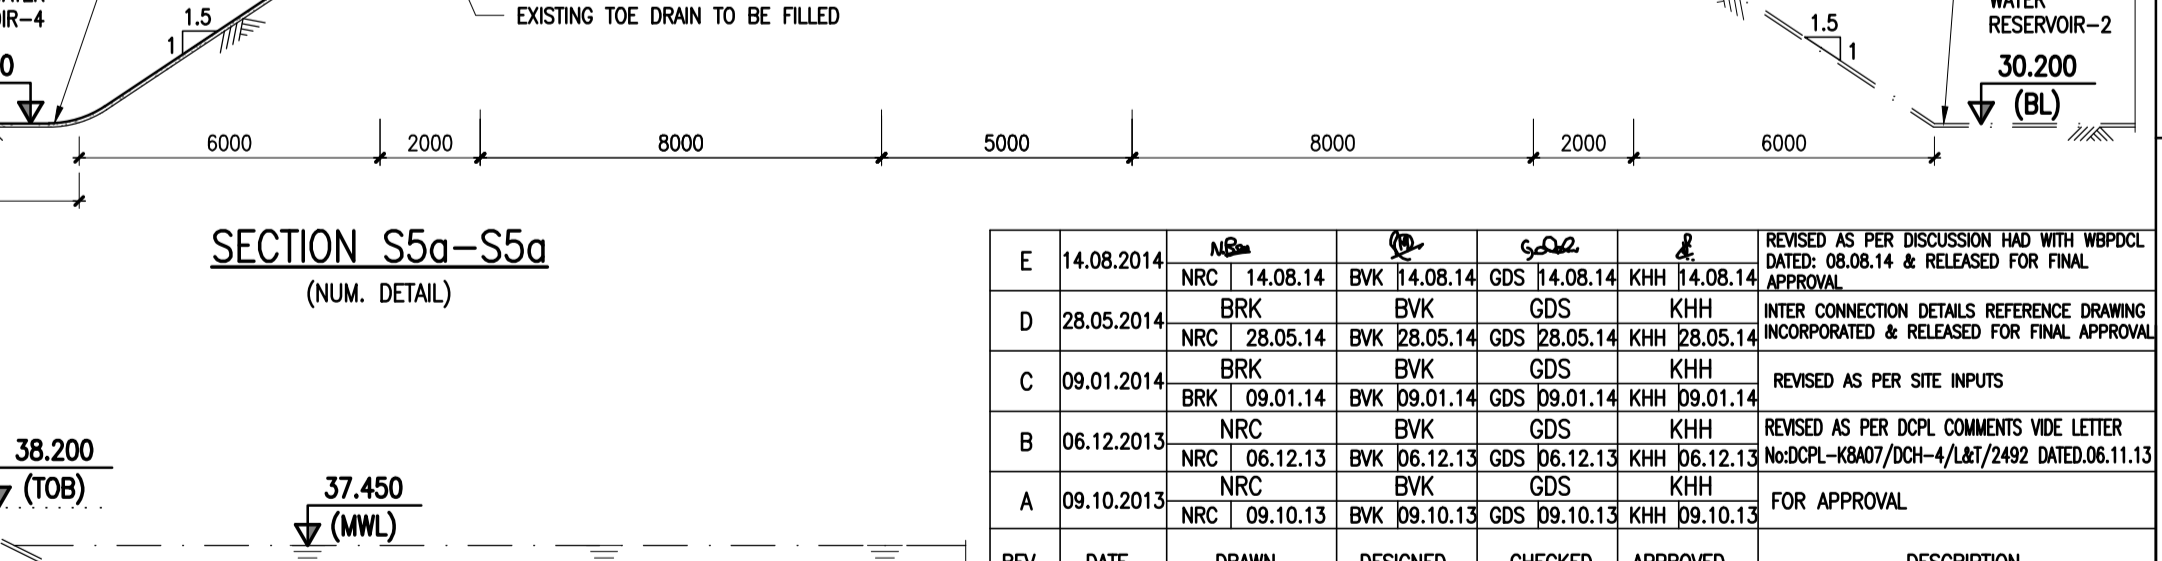 IR-4
1.5
1
0
EXISTING TOE DRAIN TO BE FILLED
1.5
1
WATER
RESERVOIR-2
30.200
(BL)
6000 2000 8000 5000 8000 2000 6000
SECTION S5a-S5a
(NUM. DETAIL)
38.200
(TOB)
37.450
(MWL)
E 14.08.2014 REVISED AS PER DISCUSSION HAD WITH WBPDCL
DATED: 08.08.14 & RELEASED FOR FINAL
NRC 14.08.14 BVK 14.08.14 GDS 14.08.14 KHH 14.08.14 APPROVAL
D 28.05.2014 BRK BVK GDS KHH INTER CONNECTION DETAILS REFERENCE DRAWING
NRC 28.05.14 BVK 28.05.14 GDS 28.05.14 KHH 28.05.14 INCORPORATED & RELEASED FOR FINAL APPROVAL
C 09.01.2014 BRK BVK GDS KHH REVISED AS PER SITE INPUTS
BRK 09.01.14 BVK 09.01.14 GDS 09.01.14 KHH 09.01.14
B 06.12.2013 NRC BVK GDS KHH REVISED AS PER DCPL COMMENTS VIDE LETTER
NRC 06.12.13 BVK 06.12.13 GDS 06.12.13 KHH 06.12.13 No:DCPL-K8A07/DCH-4/L&T/2492 DATED.06.11.13
A 09.10.2013 NRC BVK GDS KHH FOR APPROVAL
NRC 09.10.13 BVK 09.10.13 GDS 09.10.13 KHH 09.10.13
REV. DATE DRAWN DESIGNED CHECKED APPROVED DESCRIPTION